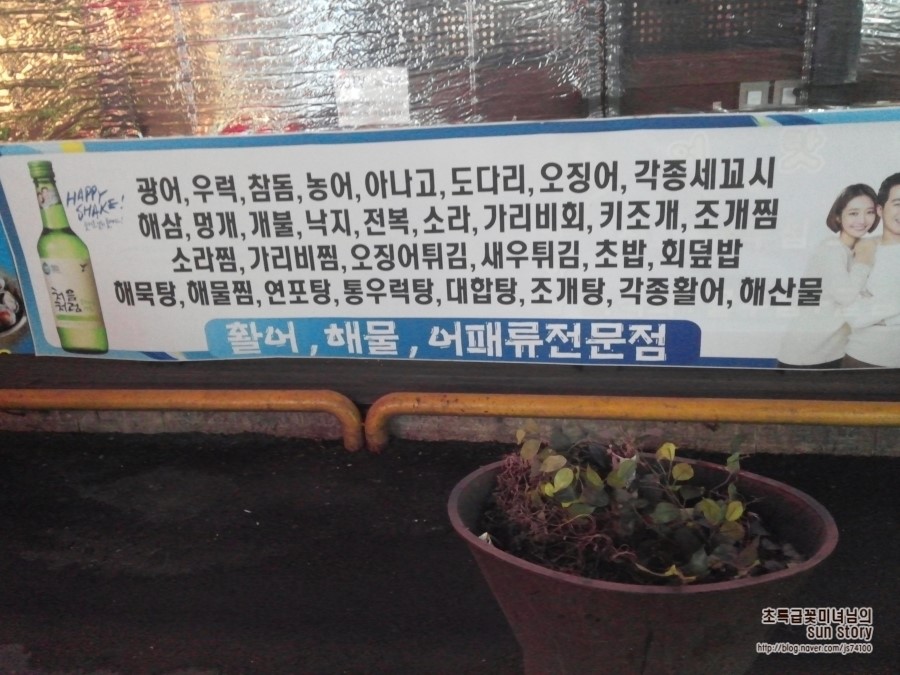 광어,우럭,참돔,농어,아나고,도다리,오징어,각종세꼬시
해삼,멍게,개불,낙지,전복,소라,가리비회,키조개,조개찜
소라찜,가리비찜,오징어튀김,새우튀김,초밥,회덮밥
해묵탕,해물찜,연포탕,통우럭탕,대합탕,조개탕,각종활어,해산물
활어,해물,어패류전문점
HAPPY SHAKE!
처음
처럼
초특급꽃미녀님의
sun story
http://blog.naver.com/js74100